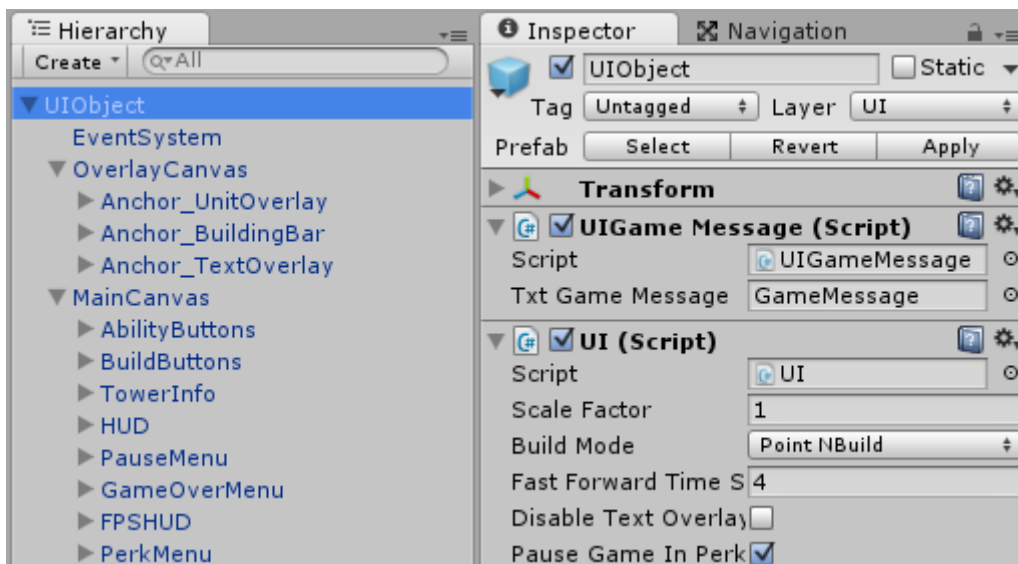 Hierarchy
Create
All
UIObject
EventSystem
OverlayCanvas
Anchor_UnitOverlay
Anchor_BuildingBar
Anchor_TextOverlay
MainCanvas
AbilityButtons
BuildButtons
TowerInfo
HUD
PauseMenu
GameOverMenu
FPSHUD
PerkMenu
Inspector Navigation
UIObject Static
Tag Untagged Layer UI
Prefab Select Revert Apply
Transform
UIGame Message (Script)
Script UIGameMessage
Txt Game Message GameMessage
UI (Script)
Script UI
Scale Factor 1
Build Mode Point NBuild
Fast Forward Time S 4
Disable Text Overlay
Pause Game In Perk